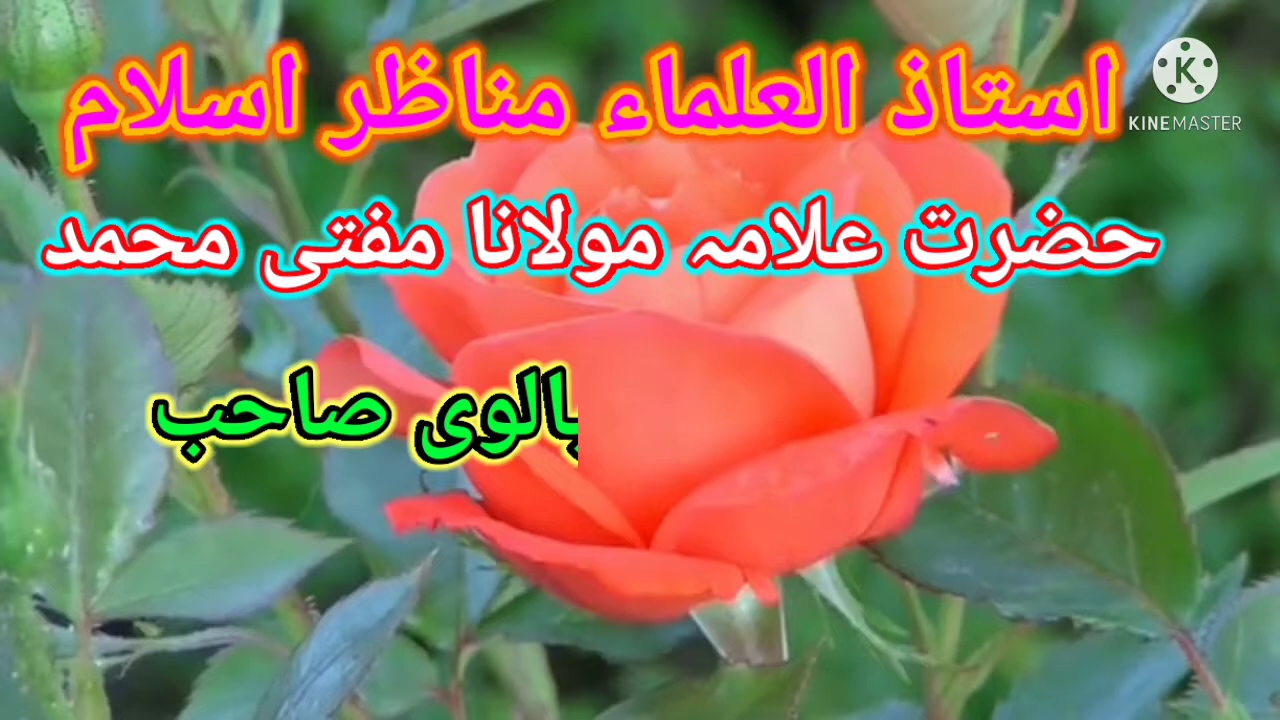 استاذ العلماء مناظر اسلام
KINEMASTER
حضرت علامہ مولانا مفتی محمد
صاحب